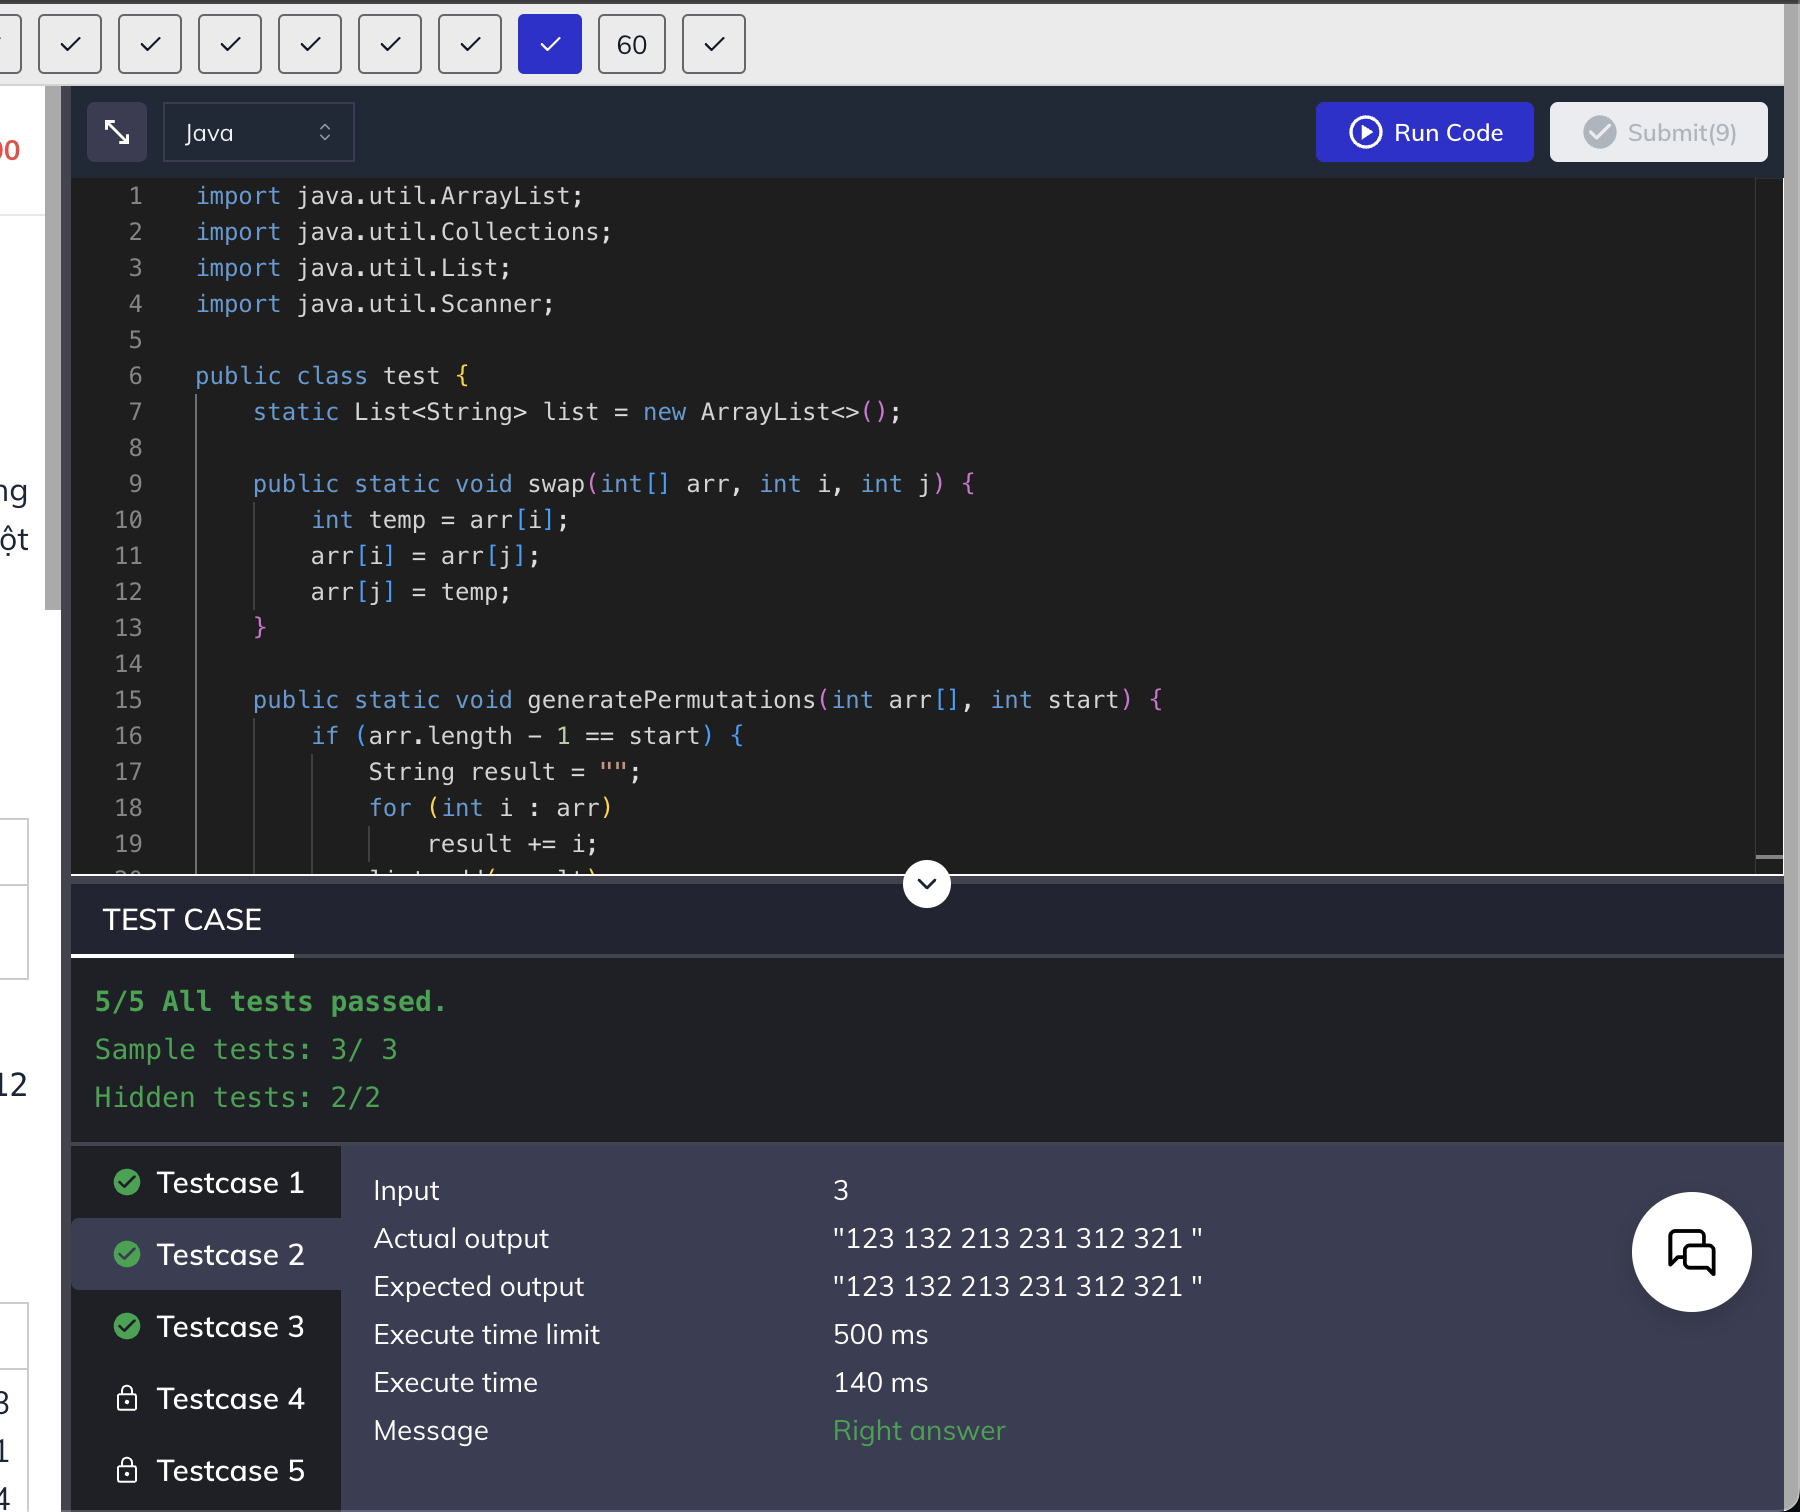 60
Java
Run Code
Submit(9)
00
ng
ột
12
3
1
4
1 import java.util.ArrayList;
2 import java.util.Collections;
3 import java.util.List;
4 import java.util.Scanner;
5
6 public class test {
7 static List<String> list = new ArrayList<>();
8
9 public static void swap(int[] arr, int i, int j) {
10 int temp = arr[i];
11 arr[i] = arr[j];
12 arr[j] = temp;
13 }
14
15 public static void generatePermutations(int arr[], int start) {
16 if (arr.length - 1 == start) {
17 String result = "";
18 for (int i : arr)
19 result += i;
TEST CASE
5/5 All tests passed.
Sample tests: 3/ 3
Hidden tests: 2/2
Testcase 1
Testcase 2
Testcase 3
Testcase 4
Testcase 5
Input 3
Actual output "123 132 213 231 312 321 "
Expected output "123 132 213 231 312 321 "
Execute time limit 500 ms
Execute time 140 ms
Message Right answer